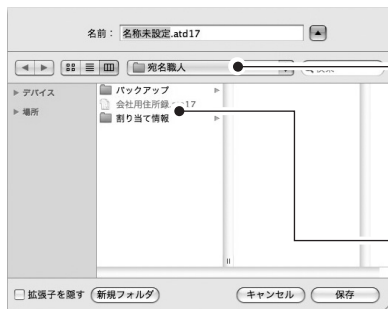 名前： 名称未設定.atd17
宛名職人
▶ デバイス
▶ 場所
バックアップ
会社用住所録
割り当て情報
拡張子を隠す
新規フォルダ
キャンセル
保存